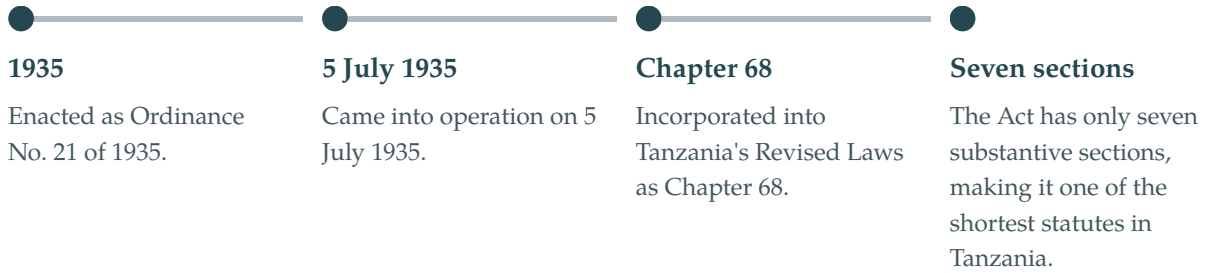 1935
Enacted as Ordinance
No. 21 of 1935.
5 July 1935
Came into operation on 5
July 1935.
Chapter 68
Incorporated into
Tanzania's Revised Laws
as Chapter 68.
Seven sections
The Act has only seven
substantive sections,
making it one of the
shortest statutes in
Tanzania.